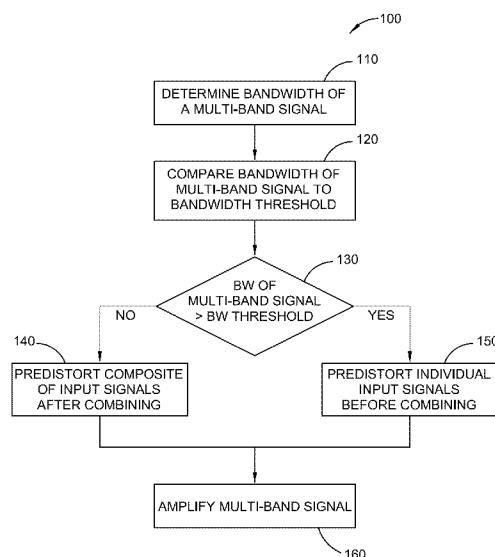 100
110
DETERMINE BANDWIDTH OF
A MULTI-BAND SIGNAL
120
COMPARE BANDWIDTH OF
MULTI-BAND SIGNAL TO
BANDWIDTH THRESHOLD
130
BW OF
MULTI-BAND SIGNAL
> BW THRESHOLD
NO
YES
140
PREDISTORT COMPOSITE
OF INPUT SIGNALS
AFTER COMBINING
150
PREDISTORT INDIVIDUAL
INPUT SIGNALS
BEFORE COMBINING
AMPLIFY MULTI-BAND SIGNAL
160